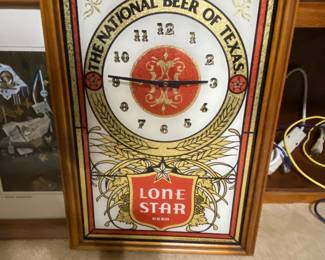 THE NATIONAL BEER OF TEXAS
12
11 1
10 2
9 3
8 4
7 5
6
LONE
STAR
BEER